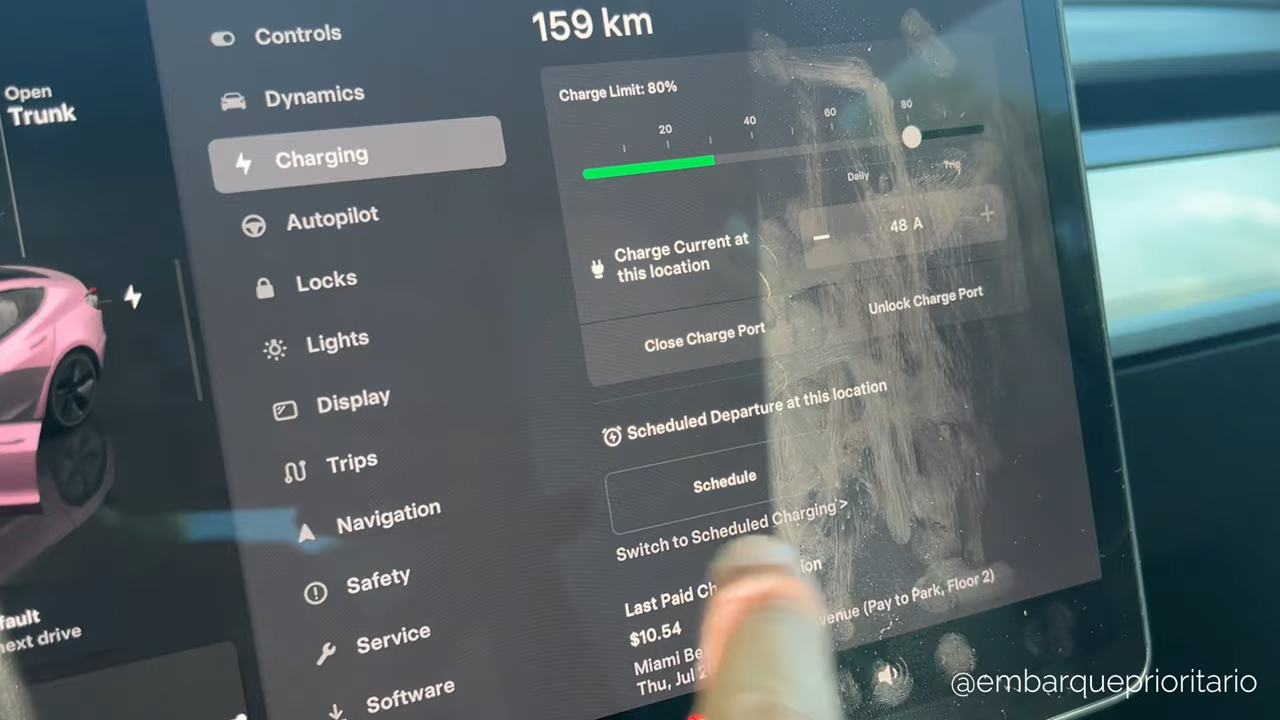 Open
Trunk
next drive
Controls
Dynamics
Charging
Autopilot
Locks
Lights
Display
Trips
Navigation
Safety
Service
Software
159 km
Charge Limit: 80%
20 40 60 80
Daily Trip
Charge Current at
this location
48 A
Close Charge Port
Unlock Charge Port
Scheduled Departure at this location
Schedule
Switch to Scheduled Charging >
Last Paid
$10.54
(Pay to Park, Floor 2)
Miami
Thu, Jul
@embarqueprioritario